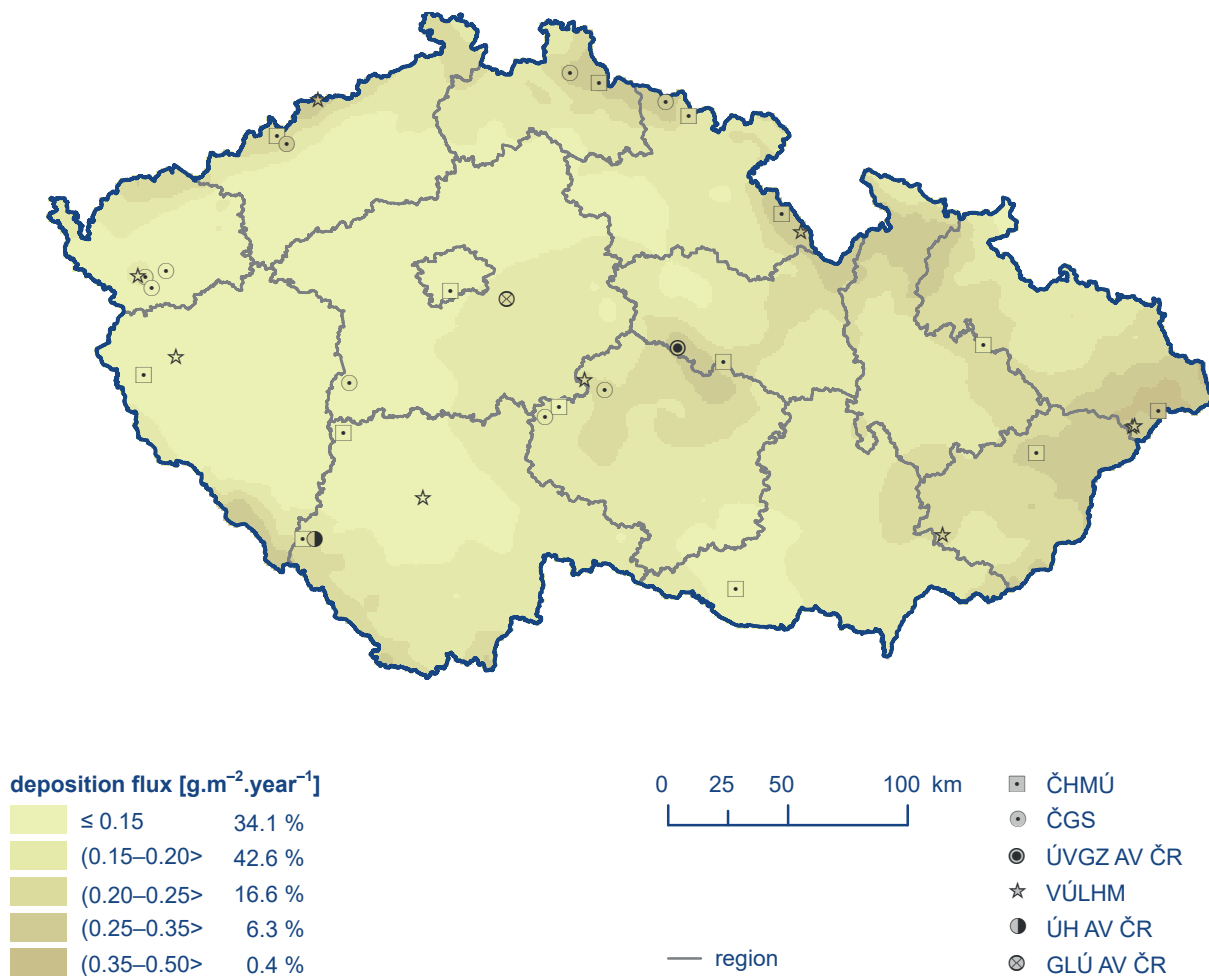 deposition flux [g.m⁻².year⁻¹]
≤ 0.15 34.1 %
(0.15–0.20> 42.6 %
(0.20–0.25> 16.6 %
(0.25–0.35> 6.3 %
(0.35–0.50> 0.4 %
0 25 50 100 km
region
ČHMÚ
ČGS
ÚVGZ AV ČR
VÚLHM
ÚH AV ČR
GLÚ AV ČR